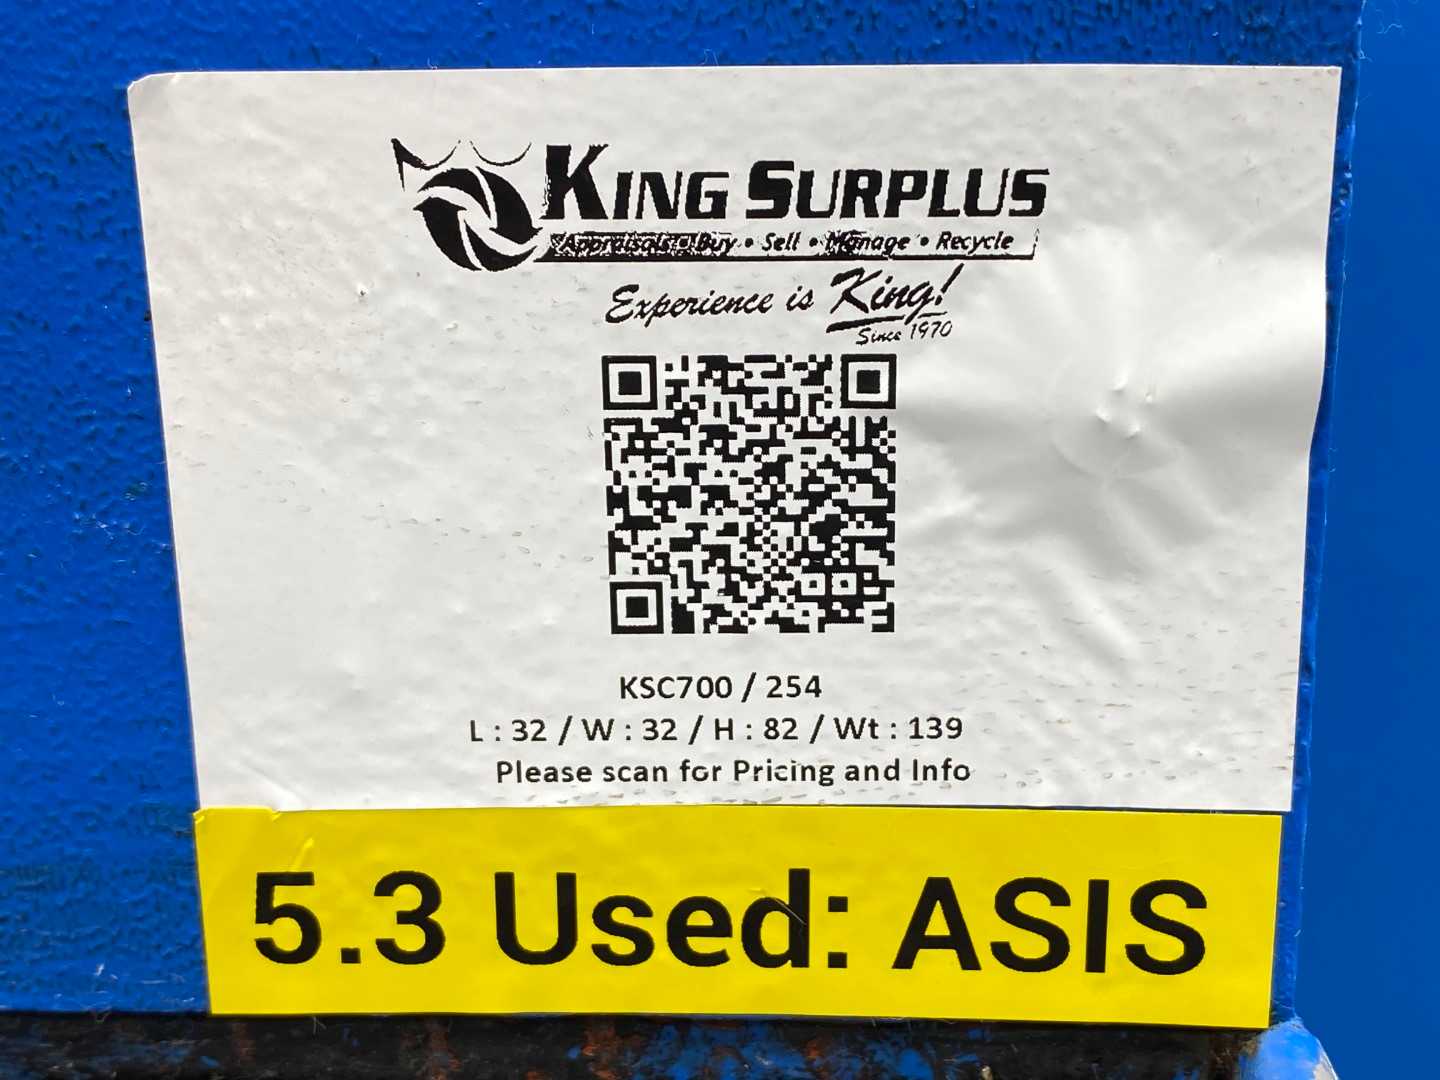 KING SURPLUS
Appraisals • Buy • Sell • Manage • Recycle
Experience is King!
Since 1970
KSC700 / 254
L : 32 / W : 32 / H : 82 / Wt : 139
Please scan for Pricing and Info
5.3 Used: ASIS